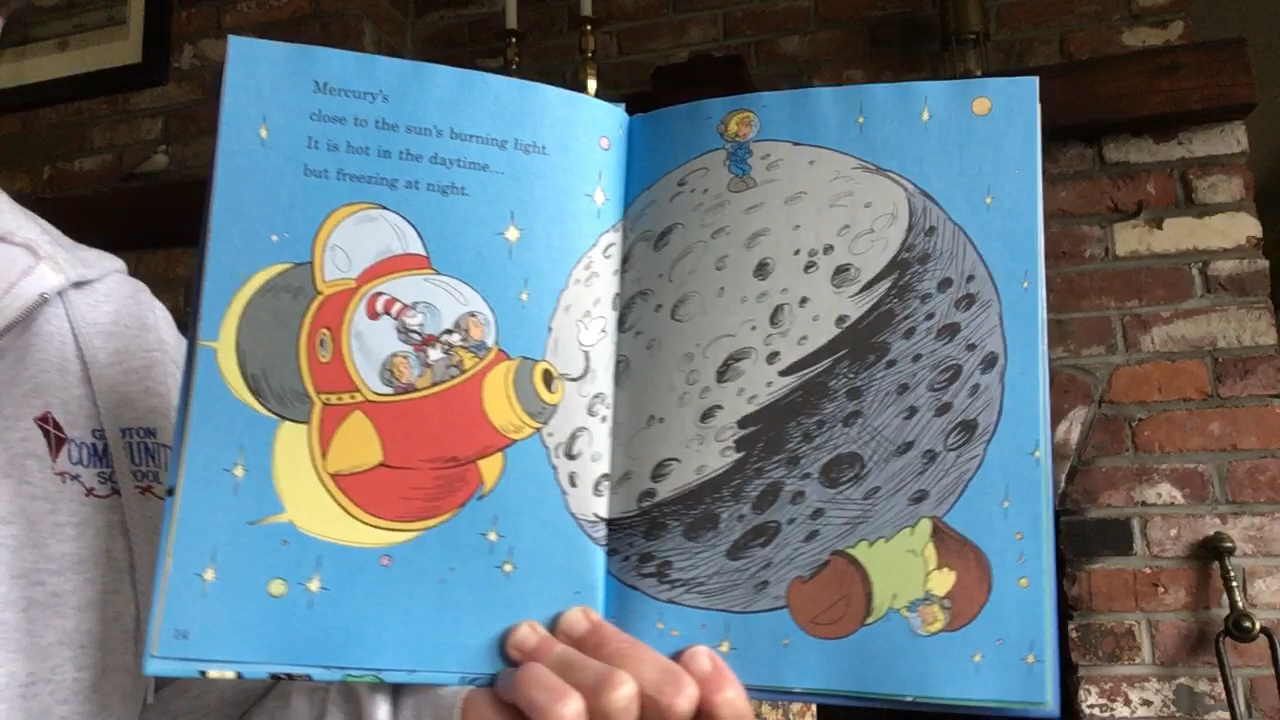 Mercury's
close to the sun's burning light.
It is hot in the daytime...
but freezing at night.
COMMUNITY
SCHOOL